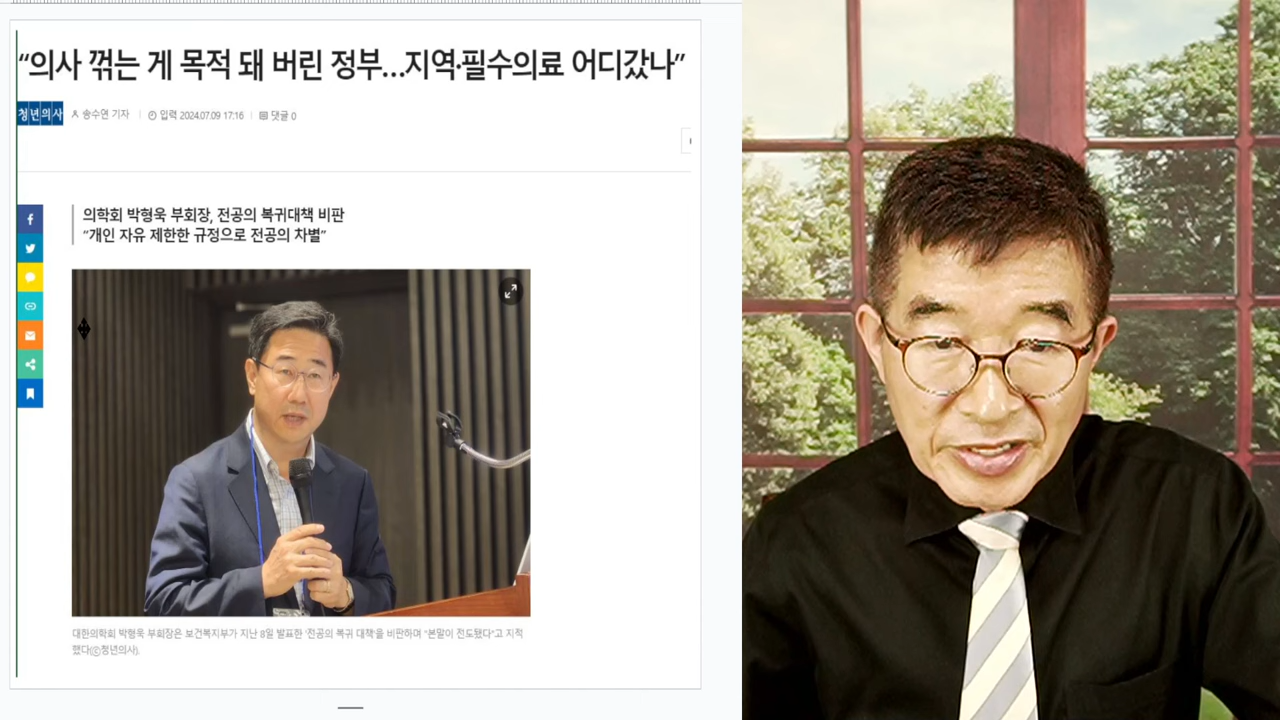 “의사 꺾는 게 목적 돼 버린 정부…지역·필수의료 어디갔나”
청년의사 송수연 기자 입력 2024.07.09 17:16 댓글 0
의학회 박형욱 부회장, 전공의 복귀대책 비판
“개인 자유 제한한 규정으로 전공의 차별”
대한의학회 박형욱 부회장은 보건복지부가 지난 8일 발표한 '전공의 복귀 대책'을 비판하며 "본말이 전도됐다"고 지적
했다(ⓒ청년의사).